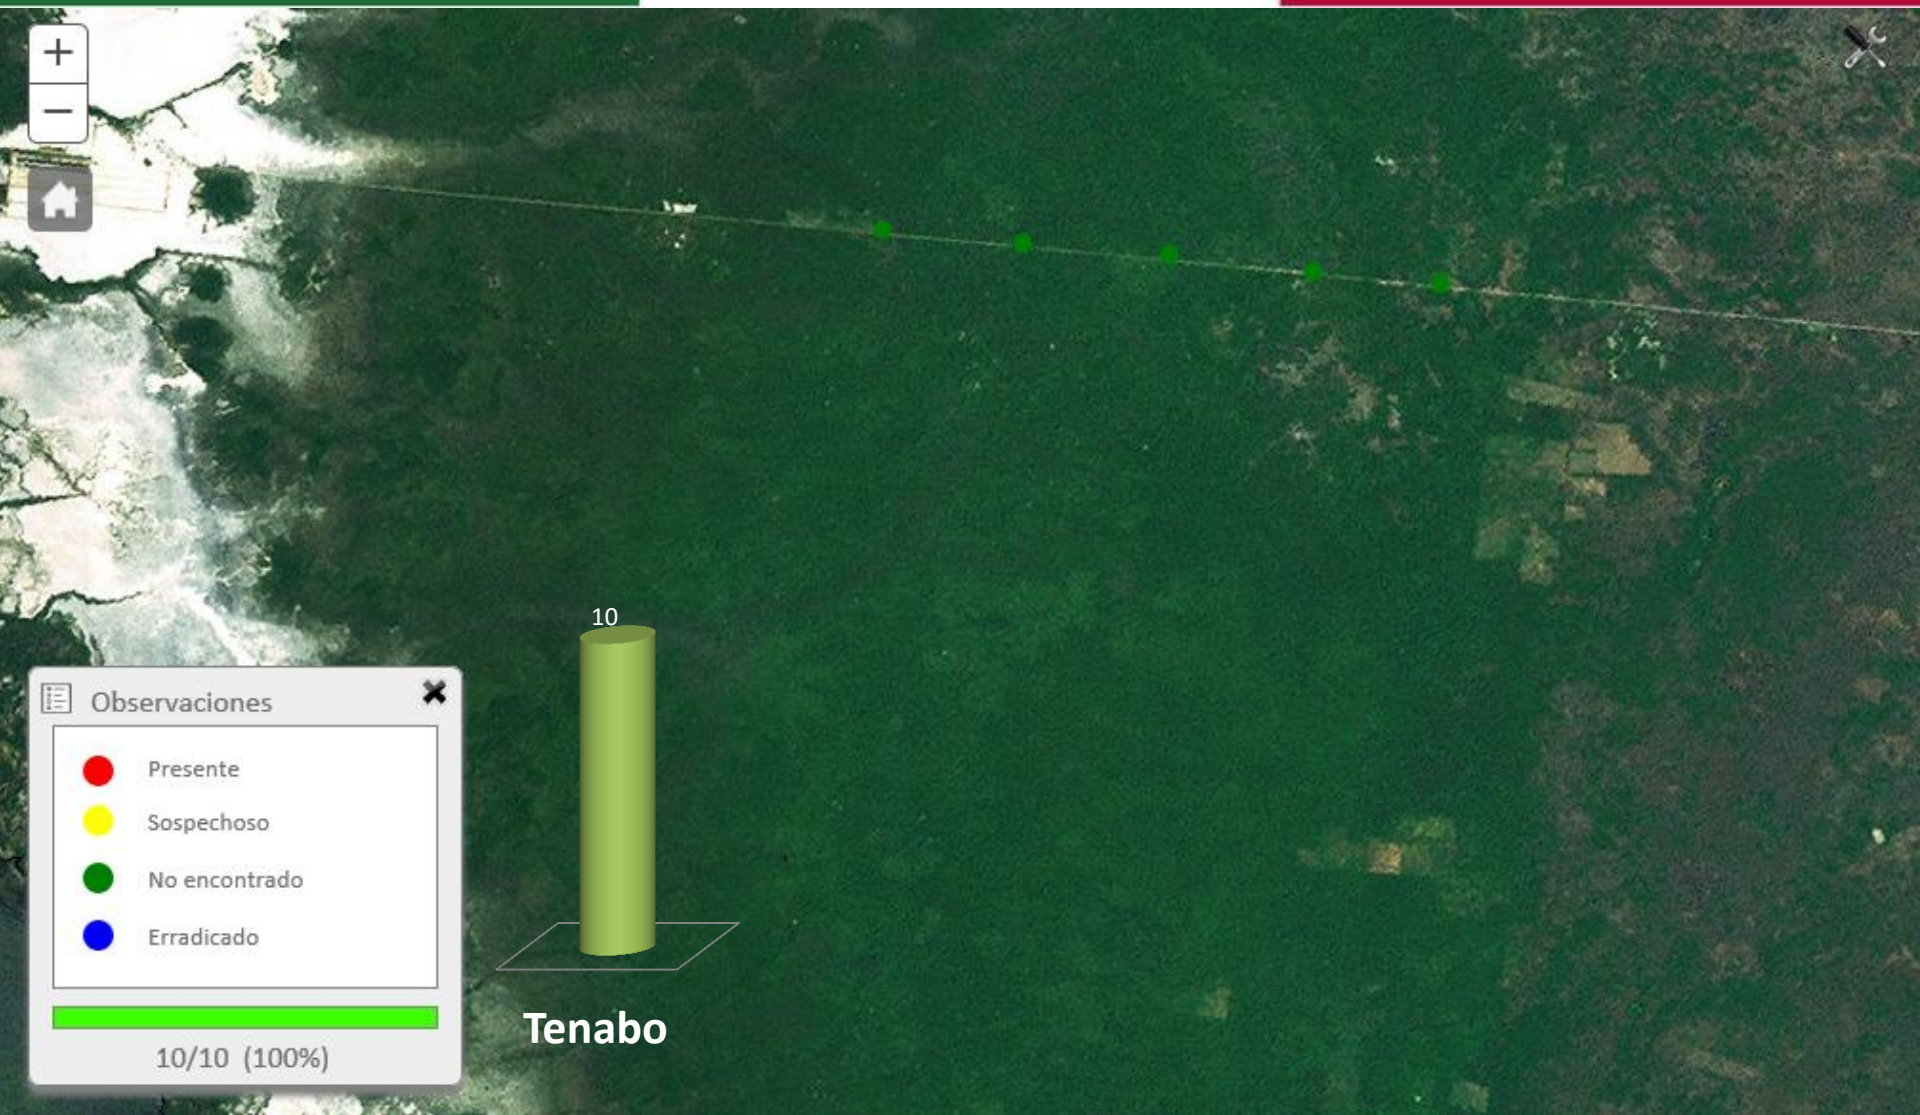 +
−
10
Observaciones
Presente
Sospechoso
No encontrado
Erradicado
10/10 (100%)
Tenabo